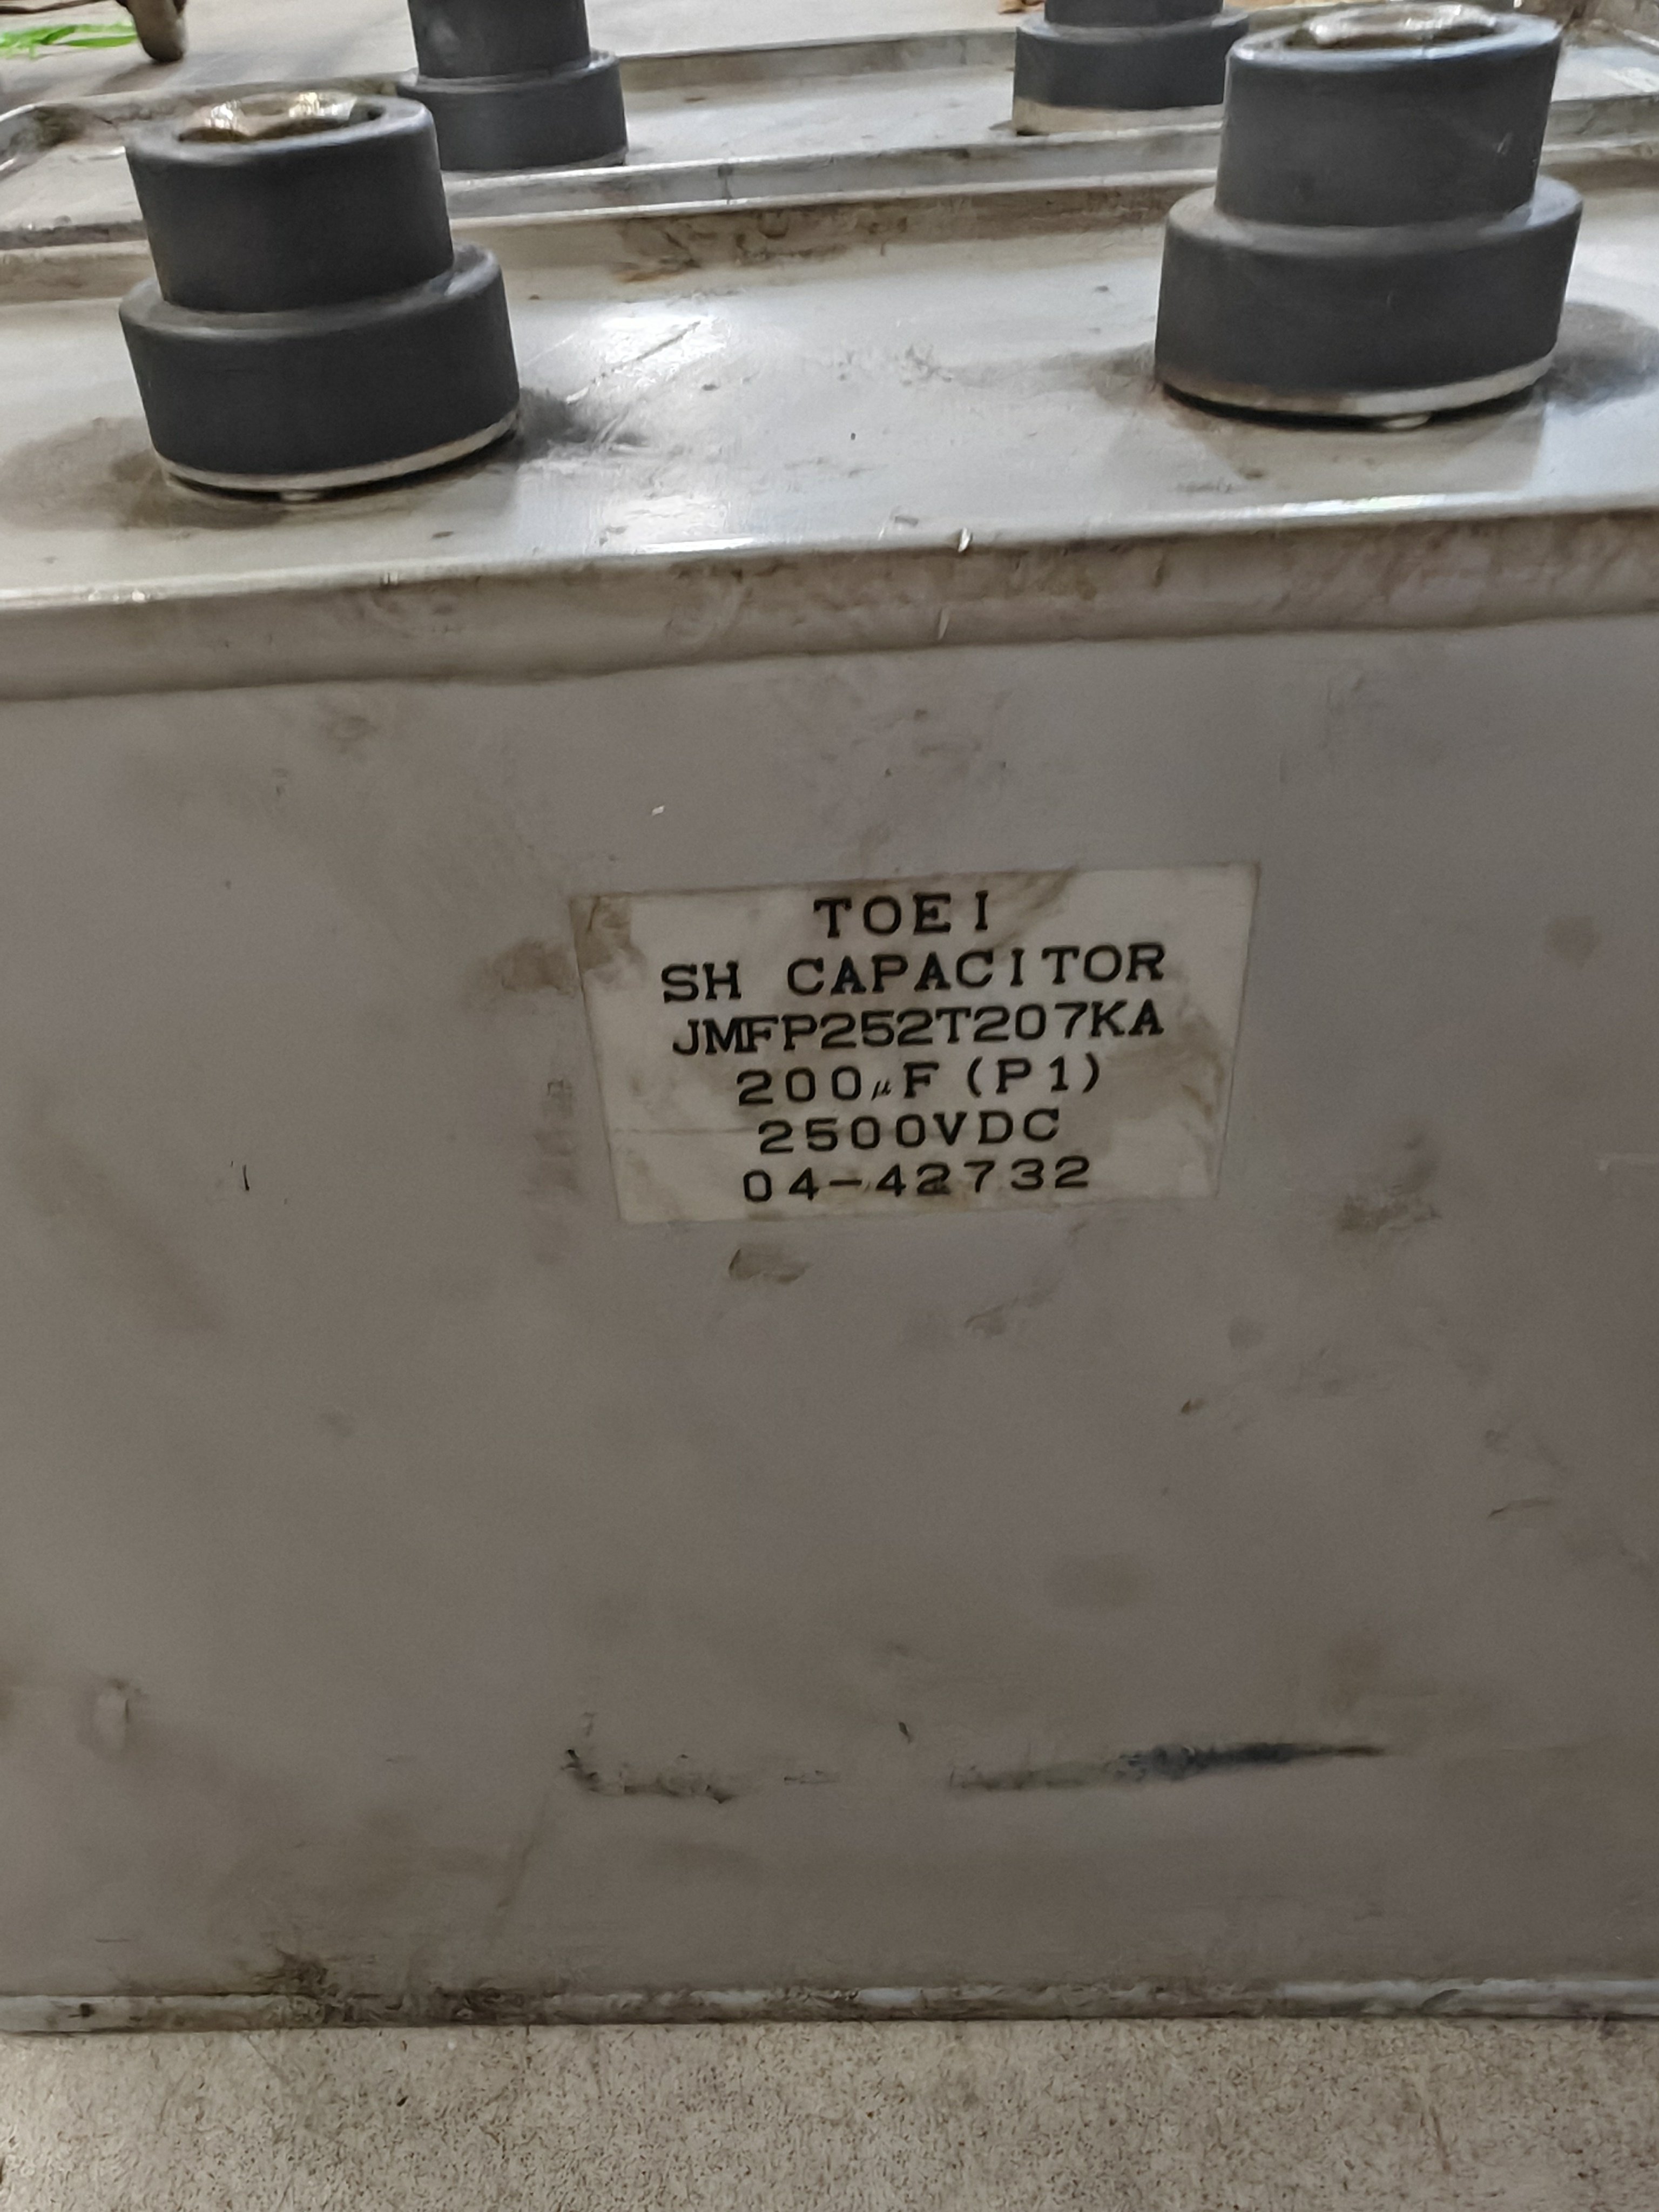 TOEI
SH CAPACITOR
JMFP252T207KA
200μF (P1)
2500VDC
04-42732